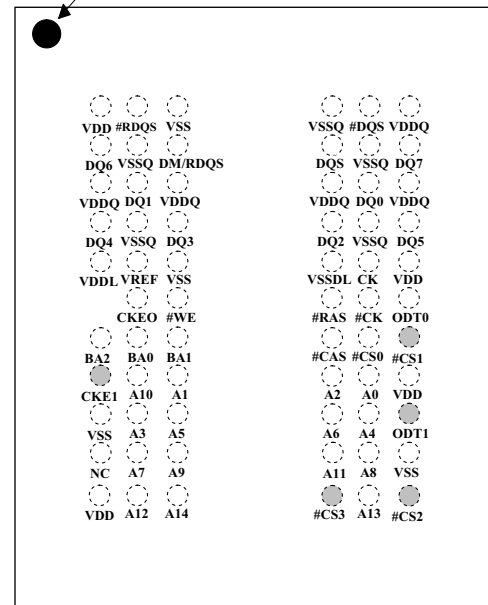 VDD #RDQS VSS VSSQ #DQS VDDQ
DQ6 VSSQ DM/RDQS DQS VSSQ DQ7
VDDQ DQ1 VDDQ VDDQ DQ0 VDDQ
DQ4 VSSQ DQ3 DQ2 VSSQ DQ5
VDDL VREF VSS VSSDL CK VDD
CKEO #WE #RAS #CK ODT0
BA2 BA0 BA1 #CAS #CS0 #CS1
CKE1 A10 A1 A2 A0 VDD
VSS A3 A5 A6 A4 ODT1
NC A7 A9 A11 A8 VSS
VDD A12 A14 #CS3 A13 #CS2